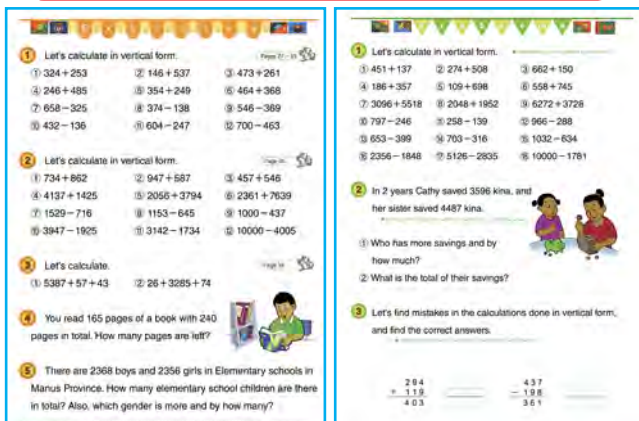 Exercise
1 Let's calculate in vertical form.
① 324+253 ② 146+537 ③ 473+261
④ 246+485 ⑤ 354+249 ⑥ 464+368
⑦ 658−325 ⑧ 374−138 ⑨ 546−369
⑩ 432−136 ⑪ 604−247 ⑫ 700−463
2 Let's calculate in vertical form.
① 734+862 ② 947+587 ③ 457+546
④ 4137+1425 ⑤ 2056+3794 ⑥ 2361+7639
⑦ 1529−716 ⑧ 1153−645 ⑨ 1000−437
⑩ 3947−1925 ⑪ 3142−1734 ⑫ 10000−4005
3 Let's calculate.
① 5387+57+43 ② 26+3285+74
4 You read 165 pages of a book with 240
pages in total. How many pages are left?
5 There are 2368 boys and 2356 girls in Elementary schools in
Manus Province. How many elementary school children are there
in total? Also, which gender is more and by how many?
1 Let's calculate in vertical form.
① 451+137 ② 274+508 ③ 662+150
④ 186+357 ⑤ 109+698 ⑥ 558+745
⑦ 3096+5518 ⑧ 2048+1952 ⑨ 6272+3728
⑩ 797−246 ⑪ 258−139 ⑫ 966−288
⑬ 653−399 ⑭ 703−316 ⑮ 1032−634
⑯ 2356−1848 ⑰ 5126−2835 ⑱ 10000−1781
2 In 2 years Cathy saved 3596 kina, and
her sister saved 4487 kina.
① Who has more savings and by
how much?
② What is the total of their savings?
3 Let's find mistakes in the calculations done in vertical form,
and find the correct answers.
294 437
+ 119 − 198
403 361